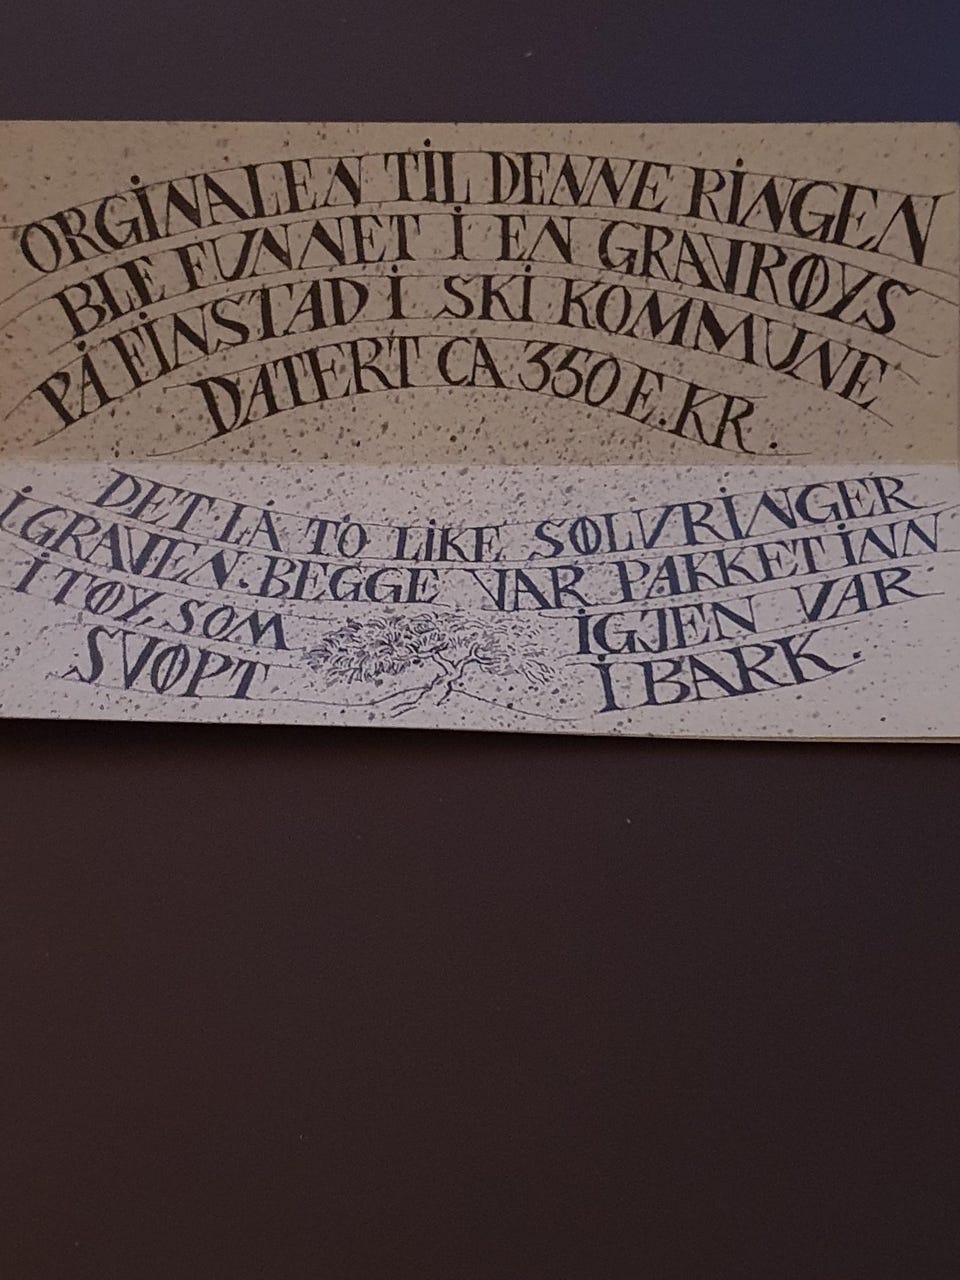 ORGINALEN TIL DENNE RINGEN
BLE FUNNET I EN GRAVRØYS
PÅ FINSTAD I SKI KOMMUNE
DATERT CA 350 E.KR.
DET LÅ TO LIKE SØLVRINGER
I GRAVEN. BEGGE VAR PAKKET INN
I TØY, SOM IGJEN VAR
SVØPT I BARK.